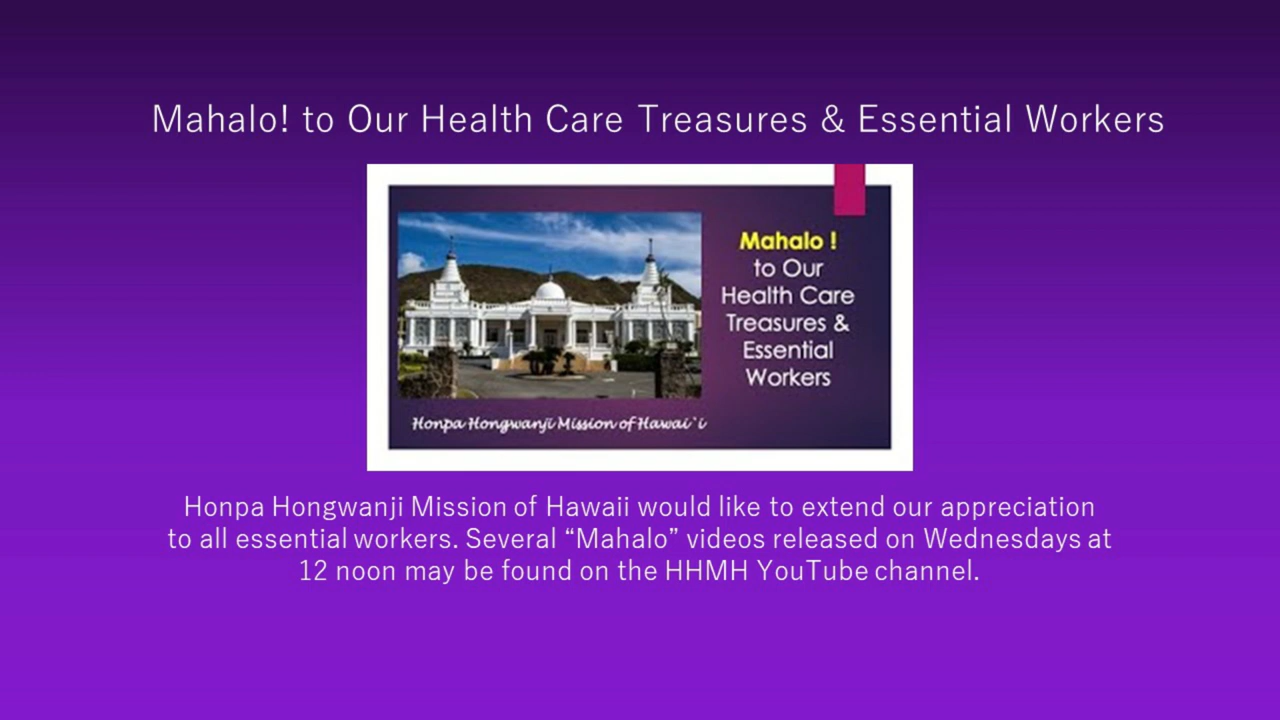 Mahalo! to Our Health Care Treasures & Essential Workers
Mahalo !
to Our
Health Care
Treasures &
Essential
Workers
Honpa Hongwanji Mission of Hawai`i
Honpa Hongwanji Mission of Hawaii would like to extend our appreciation
to all essential workers. Several “Mahalo” videos released on Wednesdays at
12 noon may be found on the HHMH YouTube channel.